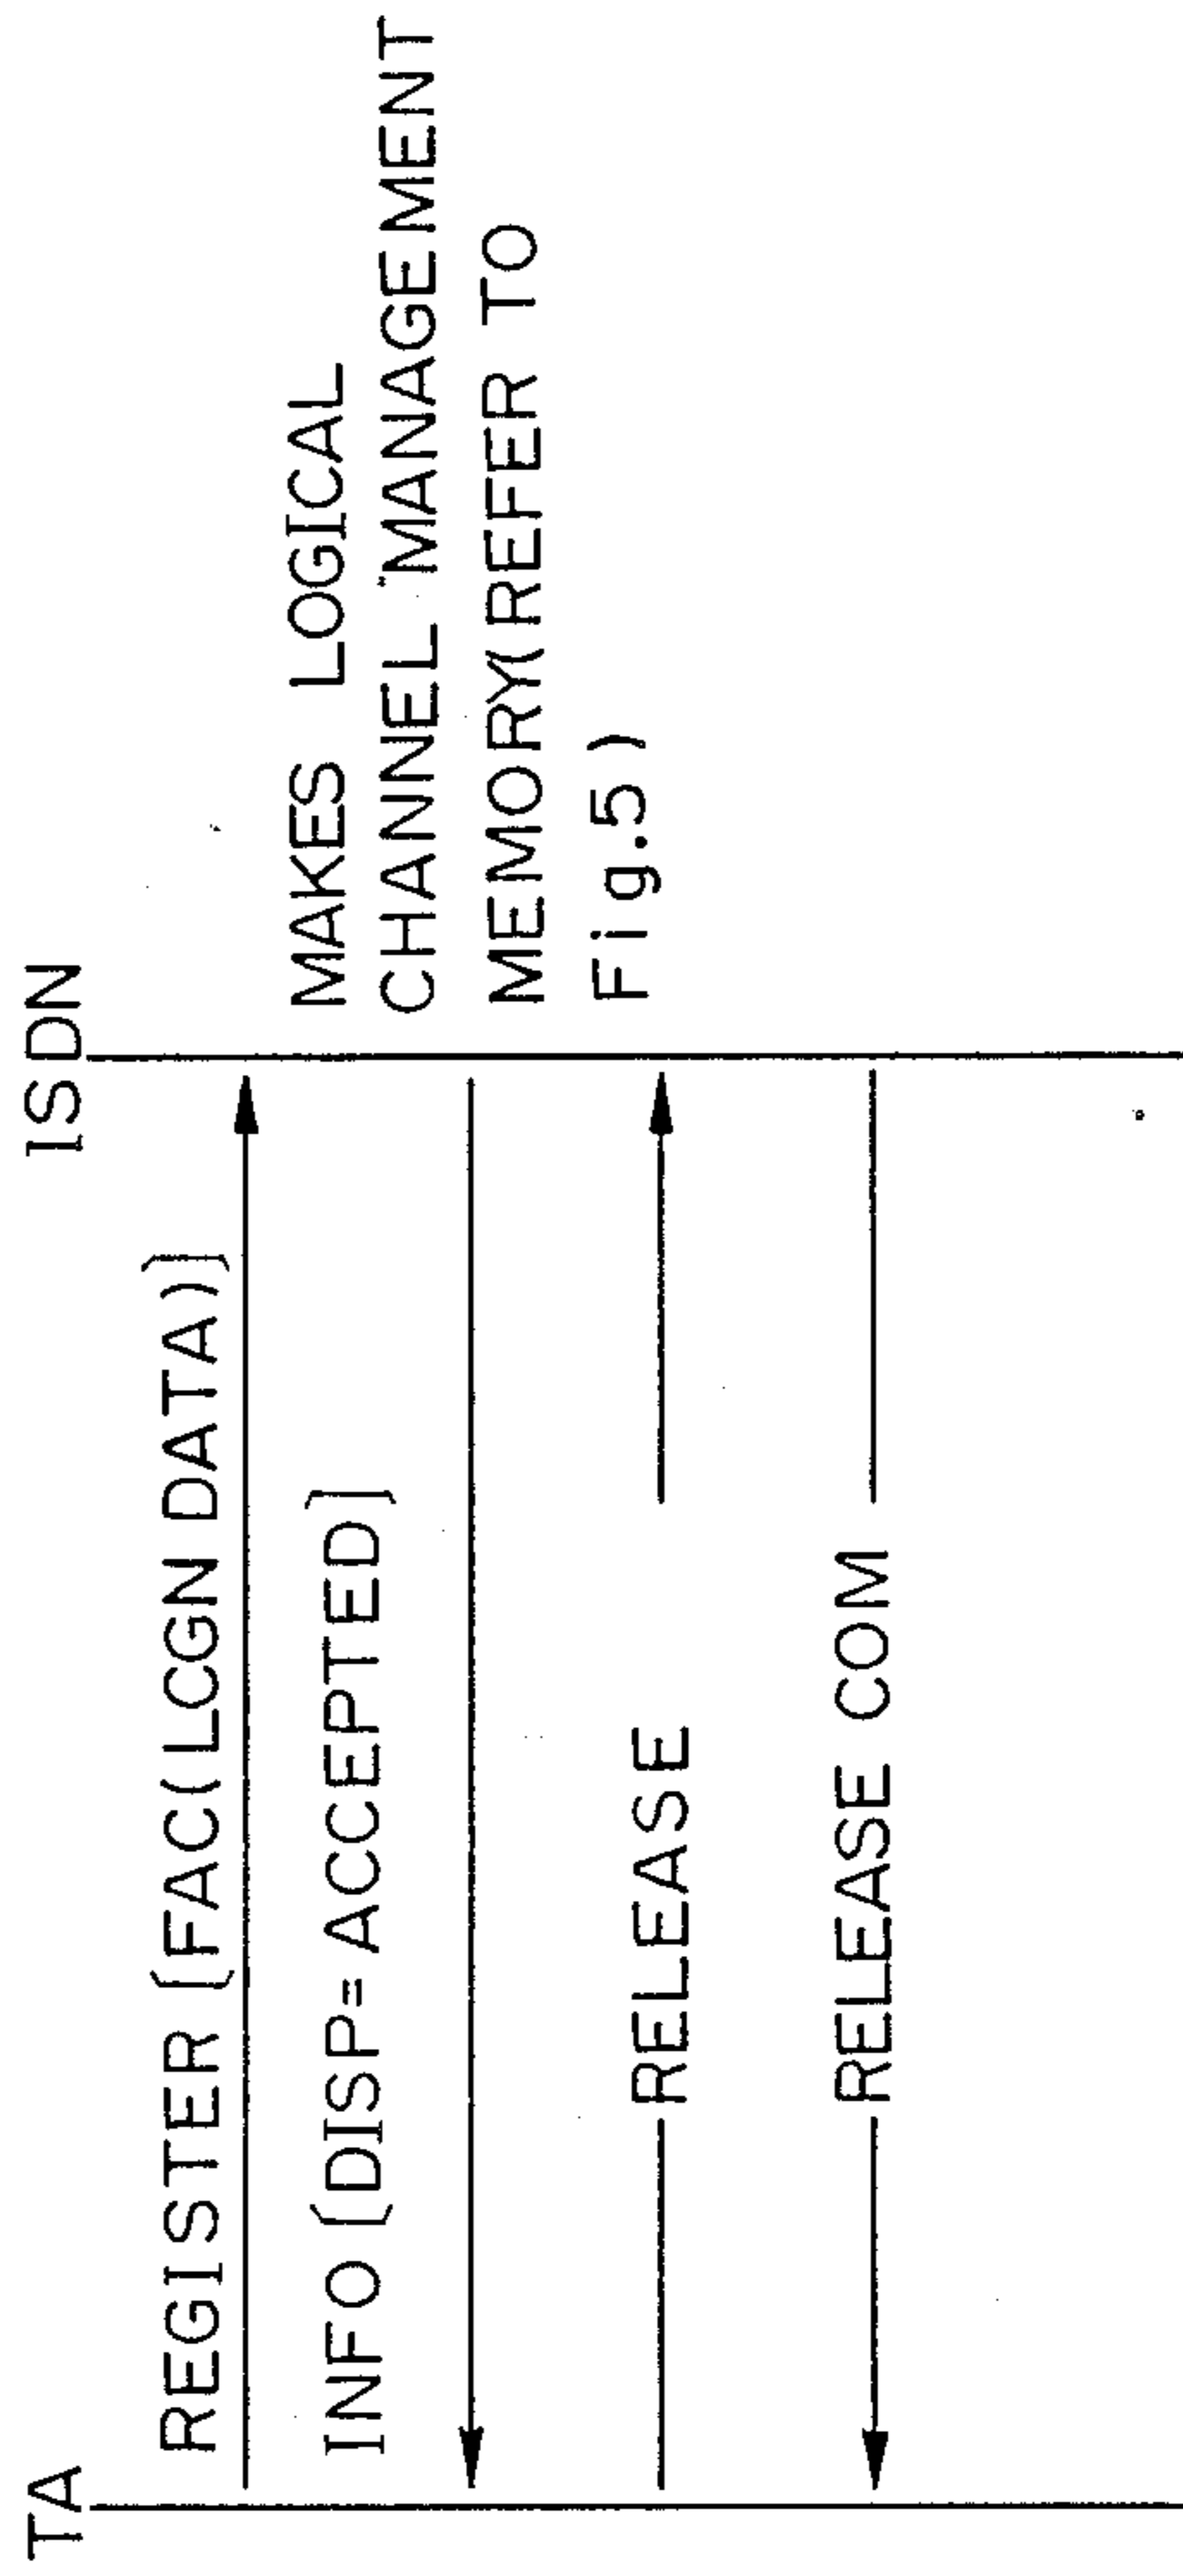 TA
ISDN
REGISTER [FAC(LCGN DATA)]
MAKES LOGICAL
CHANNEL MANAGEMENT
MEMORY(REFER TO
Fig.5)
INFO [DISP=ACCEPTED]
RELEASE
RELEASE COM